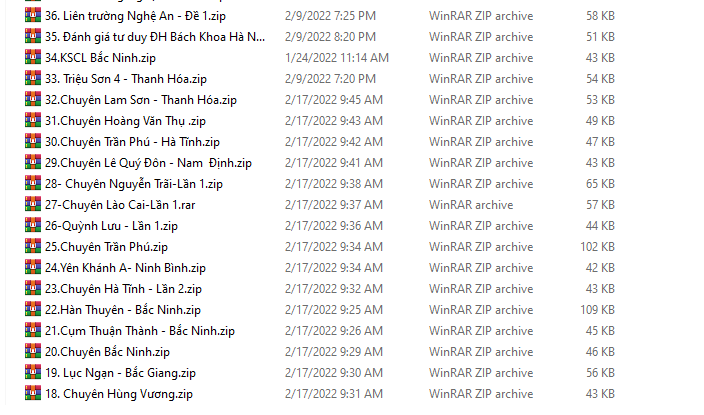 36. Liên trường Nghệ An - Đề 1.zip 2/9/2022 7:25 PM WinRAR ZIP archive 58 KB
35. Đánh giá tư duy ĐH Bách Khoa Hà N... 2/9/2022 8:20 PM WinRAR ZIP archive 51 KB
34.KSCL Bắc Ninh.zip 1/24/2022 11:14 AM WinRAR ZIP archive 43 KB
33. Triệu Sơn 4 - Thanh Hóa.zip 2/9/2022 7:20 PM WinRAR ZIP archive 54 KB
32.Chuyên Lam Sơn - Thanh Hóa.zip 2/17/2022 9:45 AM WinRAR ZIP archive 53 KB
31.Chuyên Hoàng Văn Thụ .zip 2/17/2022 9:43 AM WinRAR ZIP archive 49 KB
30.Chuyên Trần Phú - Hà Tĩnh.zip 2/17/2022 9:42 AM WinRAR ZIP archive 47 KB
29.Chuyên Lê Quý Đôn - Nam  Định.zip 2/17/2022 9:41 AM WinRAR ZIP archive 43 KB
28- Chuyên Nguyễn Trãi-Lần 1.zip 2/17/2022 9:38 AM WinRAR ZIP archive 65 KB
27-Chuyên Lào Cai-Lần 1.rar 2/17/2022 9:37 AM WinRAR archive 57 KB
26-Quỳnh Lưu - Lần 1.zip 2/17/2022 9:36 AM WinRAR ZIP archive 44 KB
25.Chuyên Trần Phú.zip 2/17/2022 9:34 AM WinRAR ZIP archive 102 KB
24.Yên Khánh A- Ninh Bình.zip 2/17/2022 9:34 AM WinRAR ZIP archive 42 KB
23.Chuyên Hà Tĩnh - Lần 2.zip 2/17/2022 9:32 AM WinRAR ZIP archive 43 KB
22.Hàn Thuyên - Bắc Ninh.zip 2/17/2022 9:25 AM WinRAR ZIP archive 109 KB
21.Cụm Thuận Thành - Bắc Ninh.zip 2/17/2022 9:26 AM WinRAR ZIP archive 45 KB
20.Chuyên Bắc Ninh.zip 2/17/2022 9:29 AM WinRAR ZIP archive 46 KB
19. Lục Ngạn - Bắc Giang.zip 2/17/2022 9:30 AM WinRAR ZIP archive 56 KB
18. Chuyên Hùng Vương.zip 2/17/2022 9:31 AM WinRAR ZIP archive 43 KB